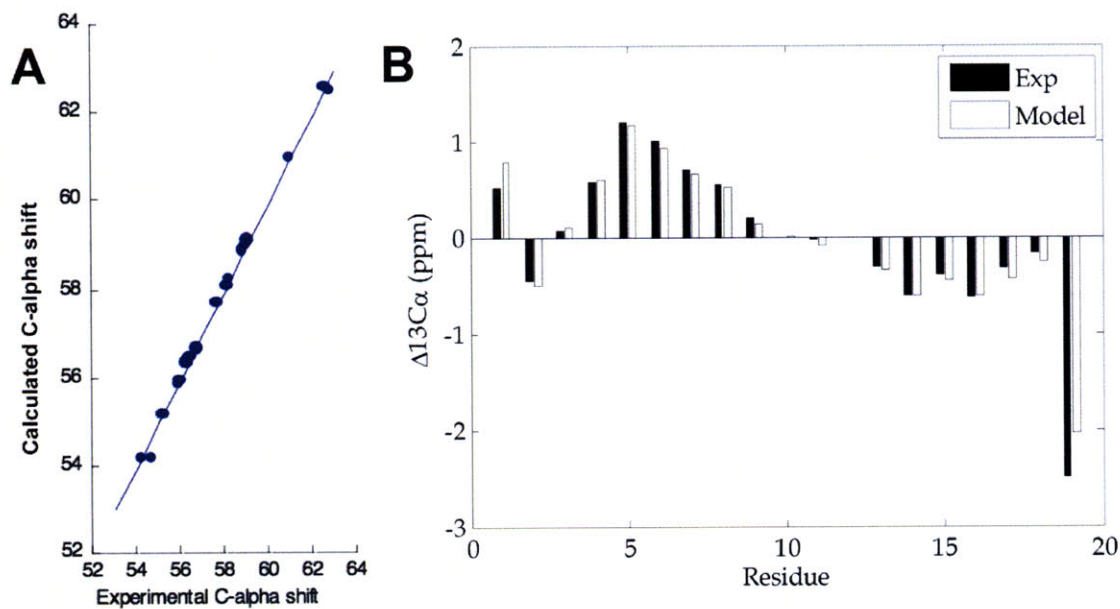 A
64
62
60
58
56
54
52
Calculated C-alpha shift
52 54 56 58 60 62 64
Experimental C-alpha shift
B
2
1
0
-1
-2
-3
Δ13Cα (ppm)
Exp
Model
0 5 10 15 20
Residue